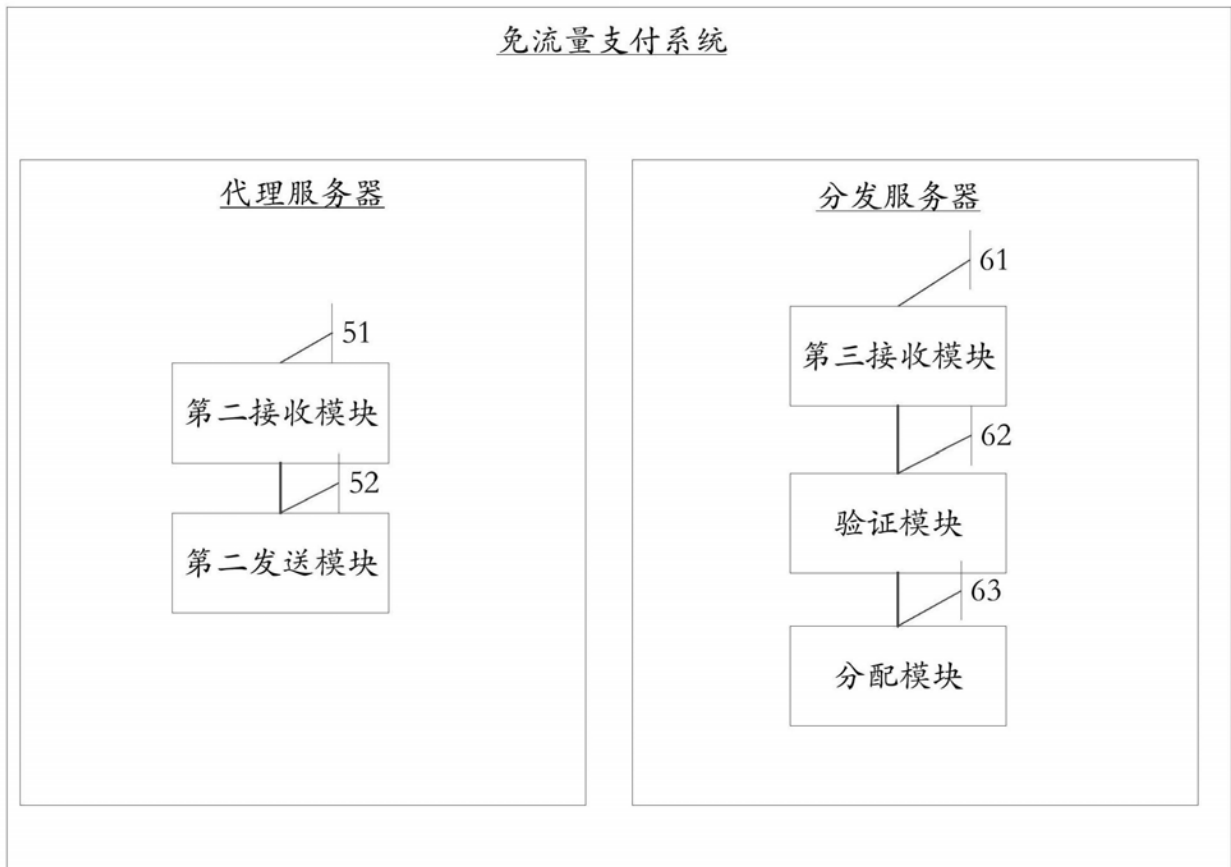 免流量支付系统
代理服务器
51
第二接收模块
52
第二发送模块
分发服务器
61
第三接收模块
62
验证模块
63
分配模块